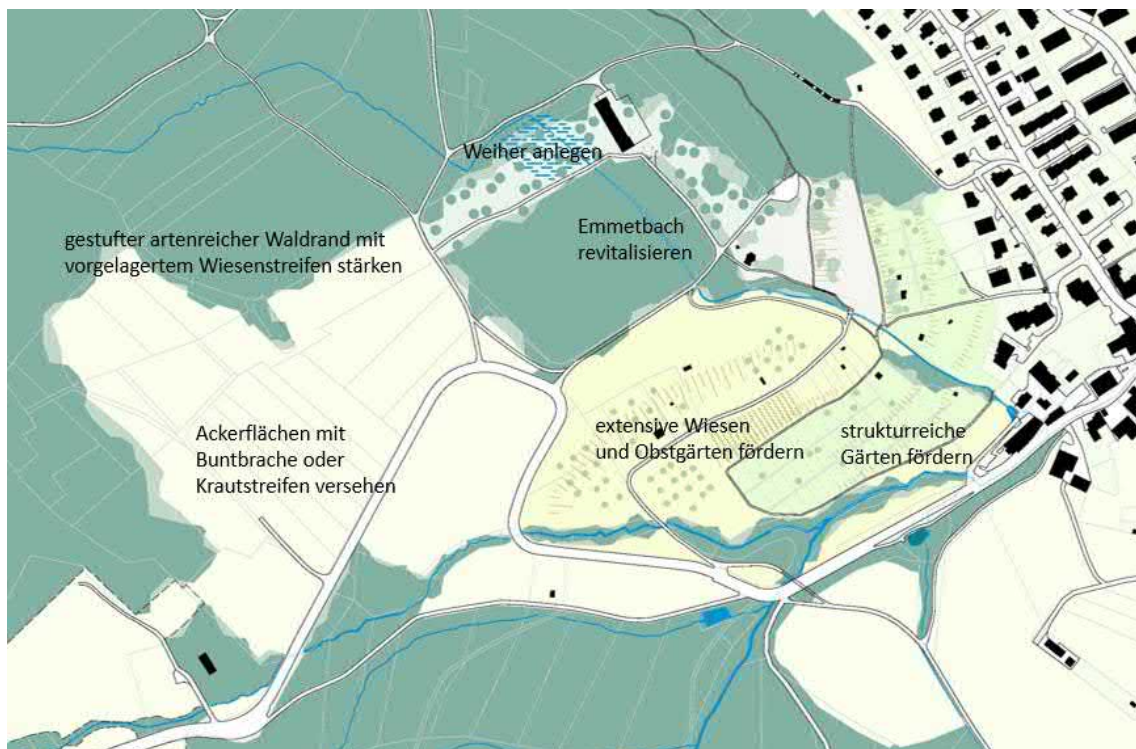 Weiher anlegen
gestufter artenreicher Waldrand mit
vorgelagertem Wiesenstreifen stärken
Emmetbach
revitalisieren
Ackerflächen mit
Buntbrache oder
Krautstreifen versehen
extensive Wiesen
und Obstgärten fördern
strukturreiche
Gärten fördern